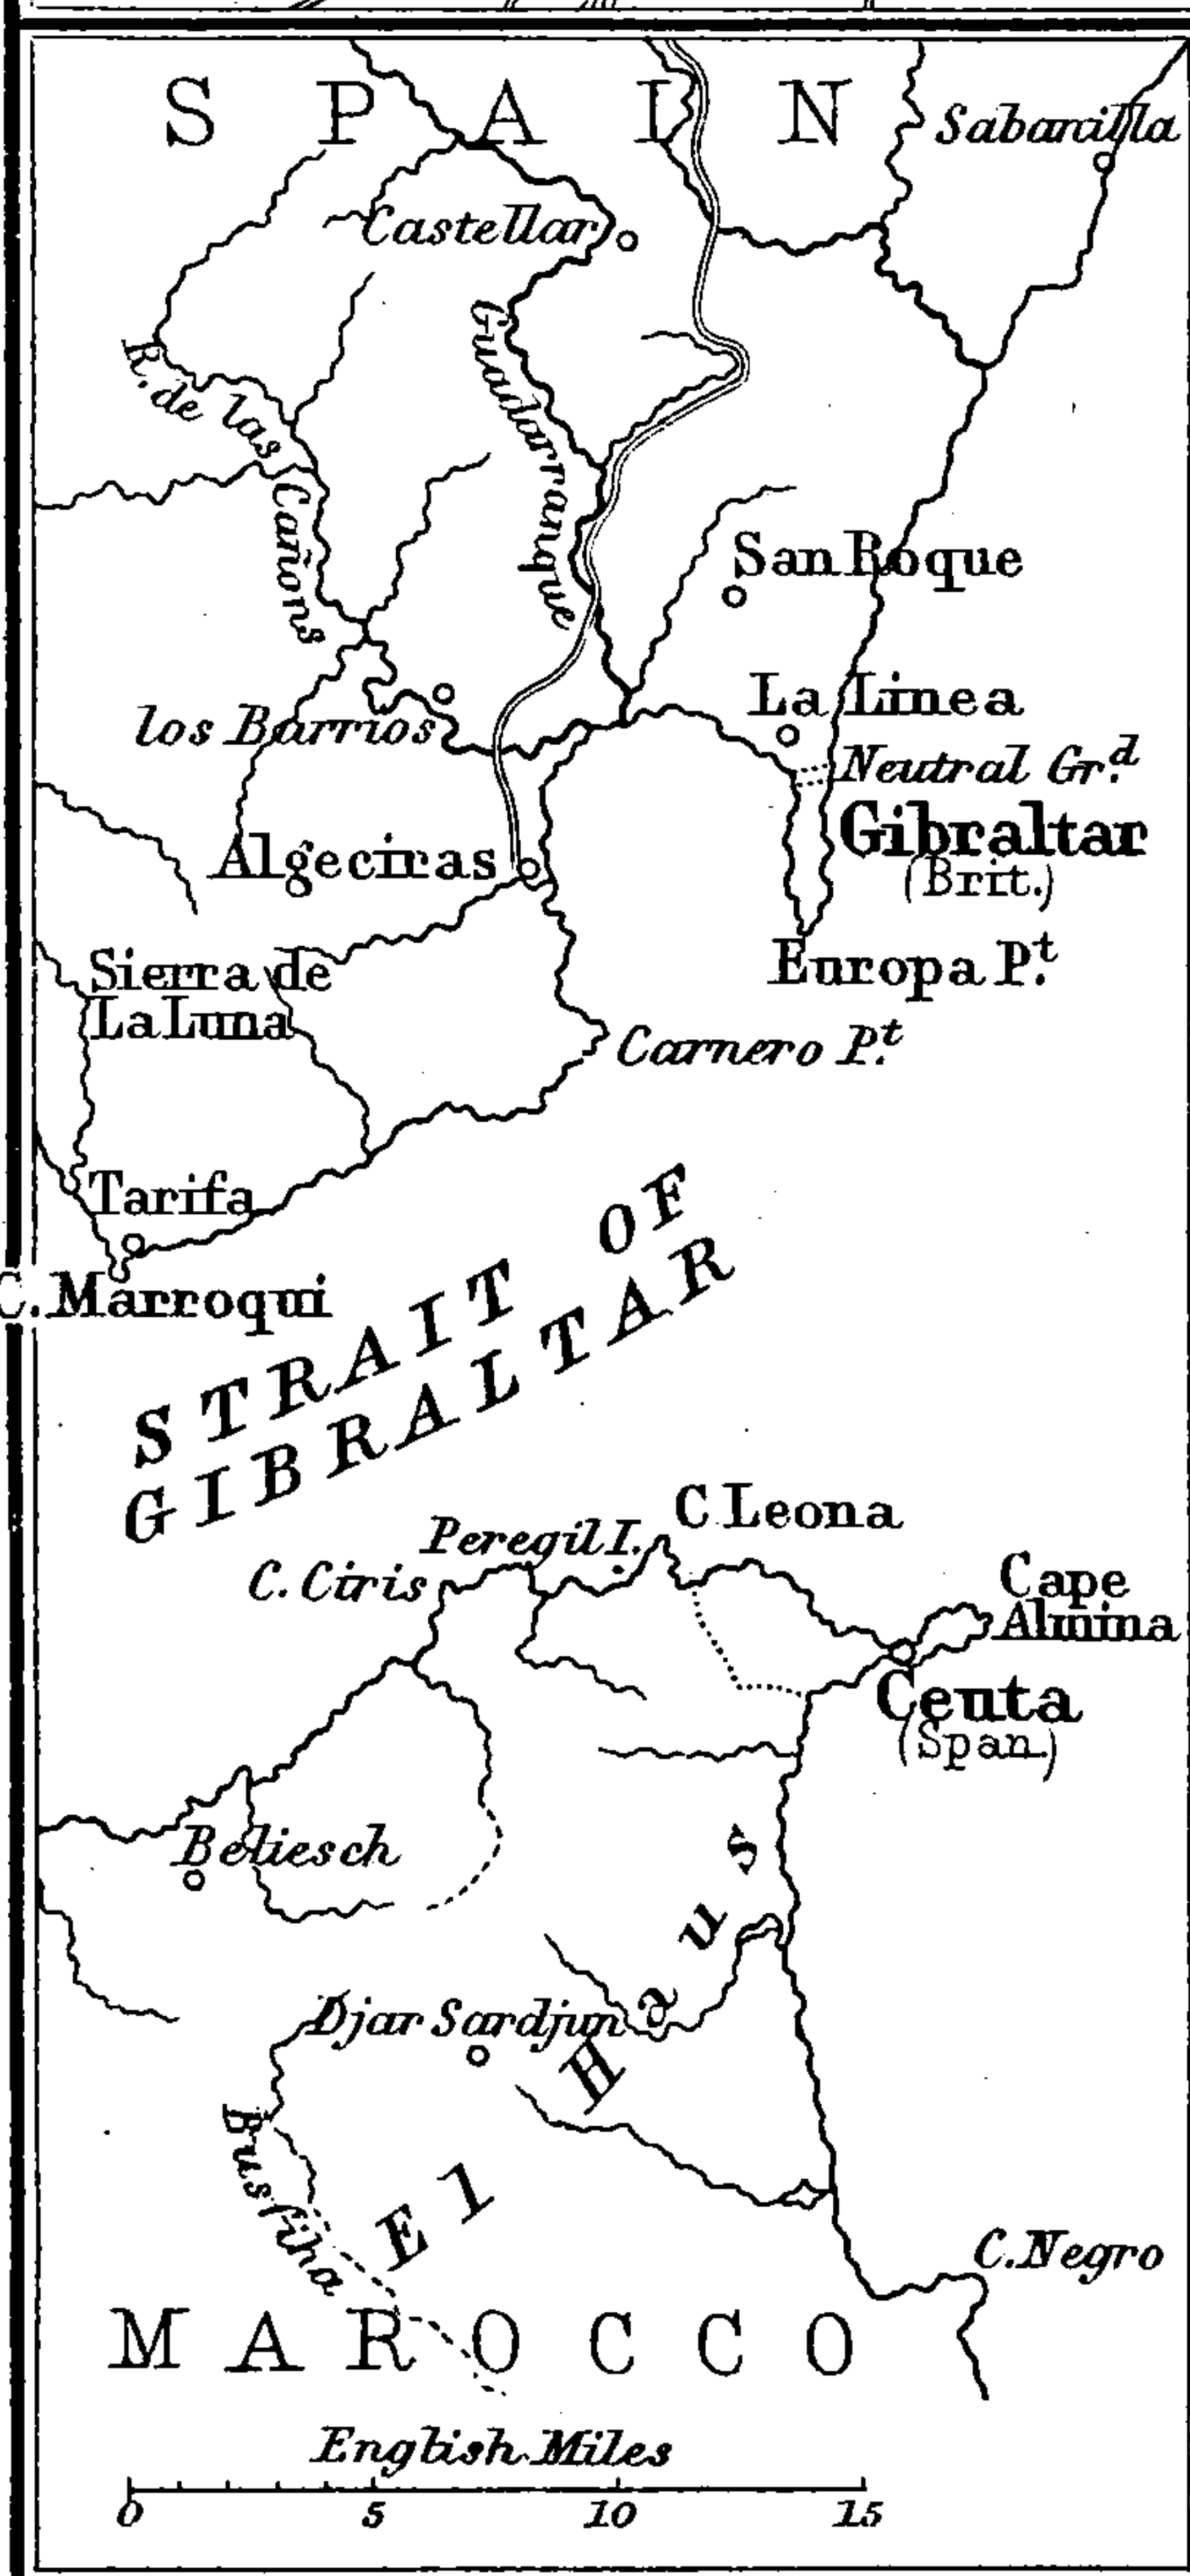 SPAIN
Sabanilla
Castellar
Guadarranque
R. de las Cañons
San Roque
La Linea
los Barrios
Neutral Gr.d
Gibraltar
(Brit.)
Algeciras
Europa P.t
Sierra de
La Luna
Carnero P.t
Tarifa
C. Marroqui
STRAIT OF
GIBRALTAR
C Leona
Peregil I.
C. Ciris
Cape
Almina
Ceuta
(Span.)
Beliesch
Djar Sardjun
El Haus
Busfiha
C. Negro
MAROCCO
English Miles
0 5 10 15